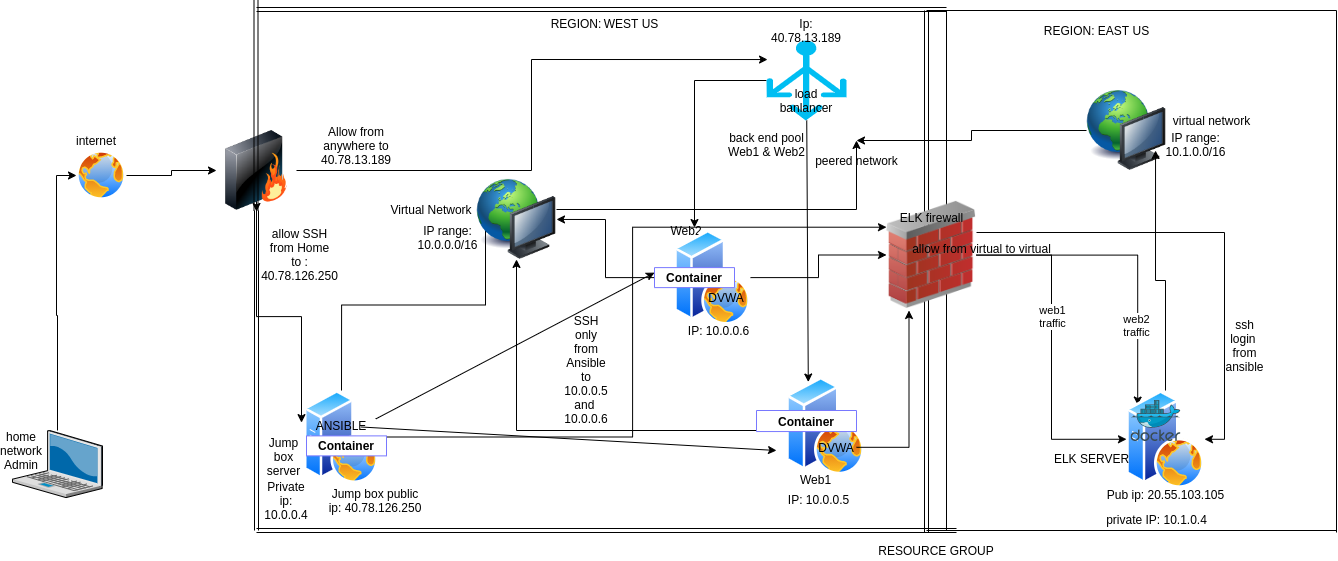 REGION: WEST US
Ip:
40.78.13.189
REGION: EAST US
load
banlancer
internet
Allow from
anywhere to
40.78.13.189
back end pool
Web1 & Web2
peered network
virtual network
IP range:
10.1.0.0/16
Virtual Network
IP range:
10.0.0.0/16
allow SSH
from Home
to :
40.78.126.250
Web2
Container
DVWA
IP: 10.0.0.6
ELK firewall
allow from virtual to virtual
web1
traffic
web2
traffic
ssh
login
from
ansible
SSH
only
from
Ansible
to
10.0.0.5
and
10.0.0.6
home
network
Admin
ANSIBLE
Container
Jump
box
server
Private
ip:
10.0.0.4
Jump box public
ip: 40.78.126.250
Container
DVWA
Web1
IP: 10.0.0.5
docker
ELK SERVER
Pub ip: 20.55.103.105
private IP: 10.1.0.4
RESOURCE GROUP